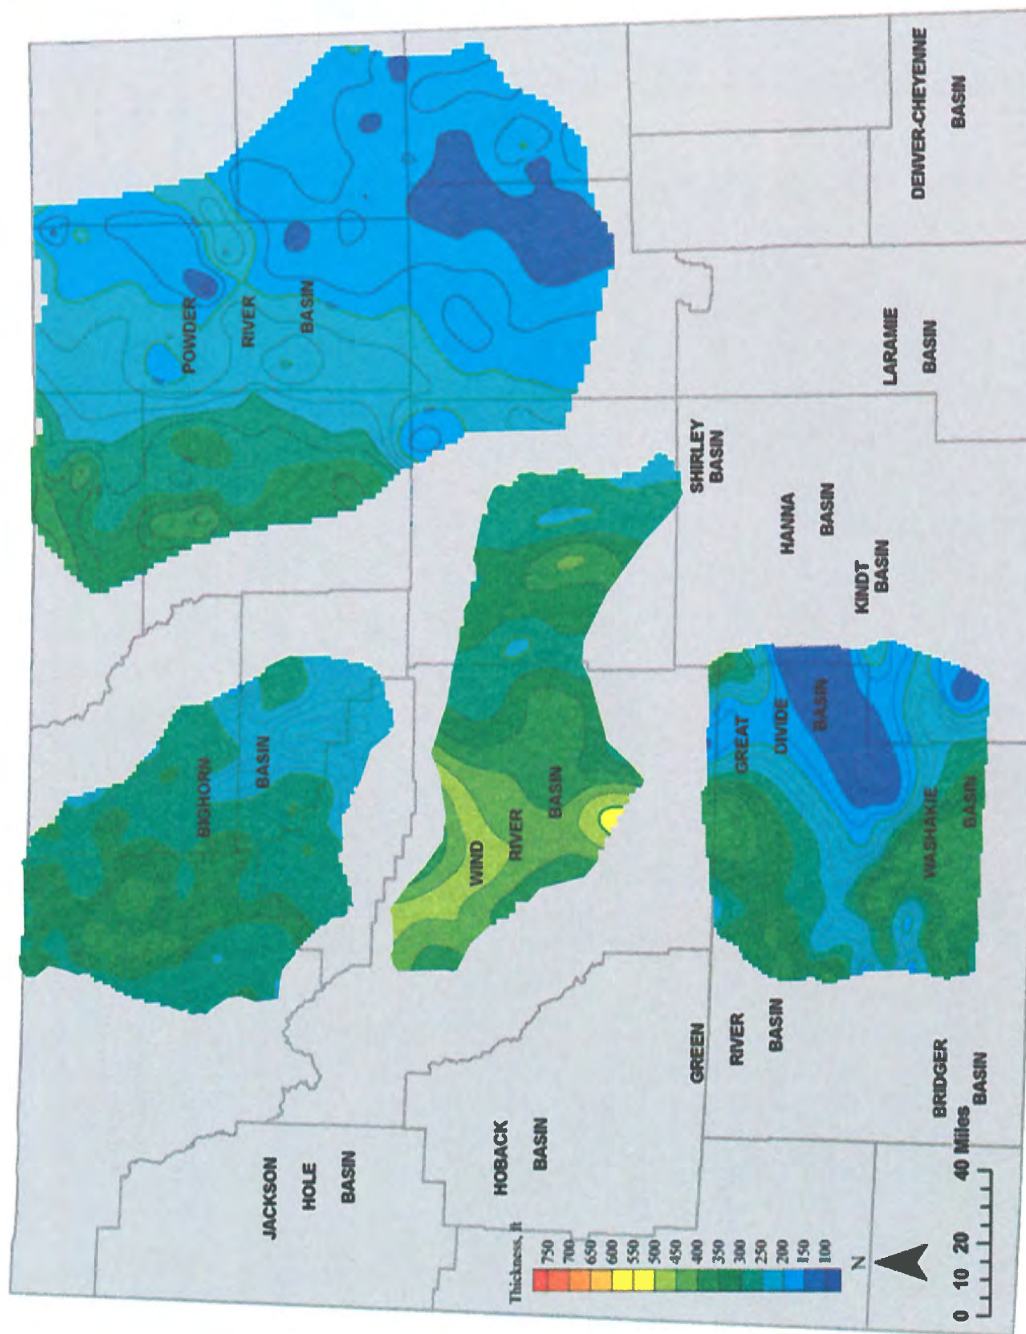 POWDER
RIVER
BASIN
BIGHORN
BASIN
WIND
RIVER
BASIN
JACKSON
HOLE
BASIN
HOBACK
BASIN
GREEN
RIVER
BASIN
BRIDGER
BASIN
GREAT
DIVIDE
BASIN
WASHAKIE
BASIN
SHIRLEY
BASIN
HANNA
BASIN
KINDT
BASIN
LARAMIE
BASIN
DENVER-CHEYENNE
BASIN
Thickness, ft
750
700
650
600
550
500
450
400
350
300
250
200
150
100
N
0 10 20 40 Miles